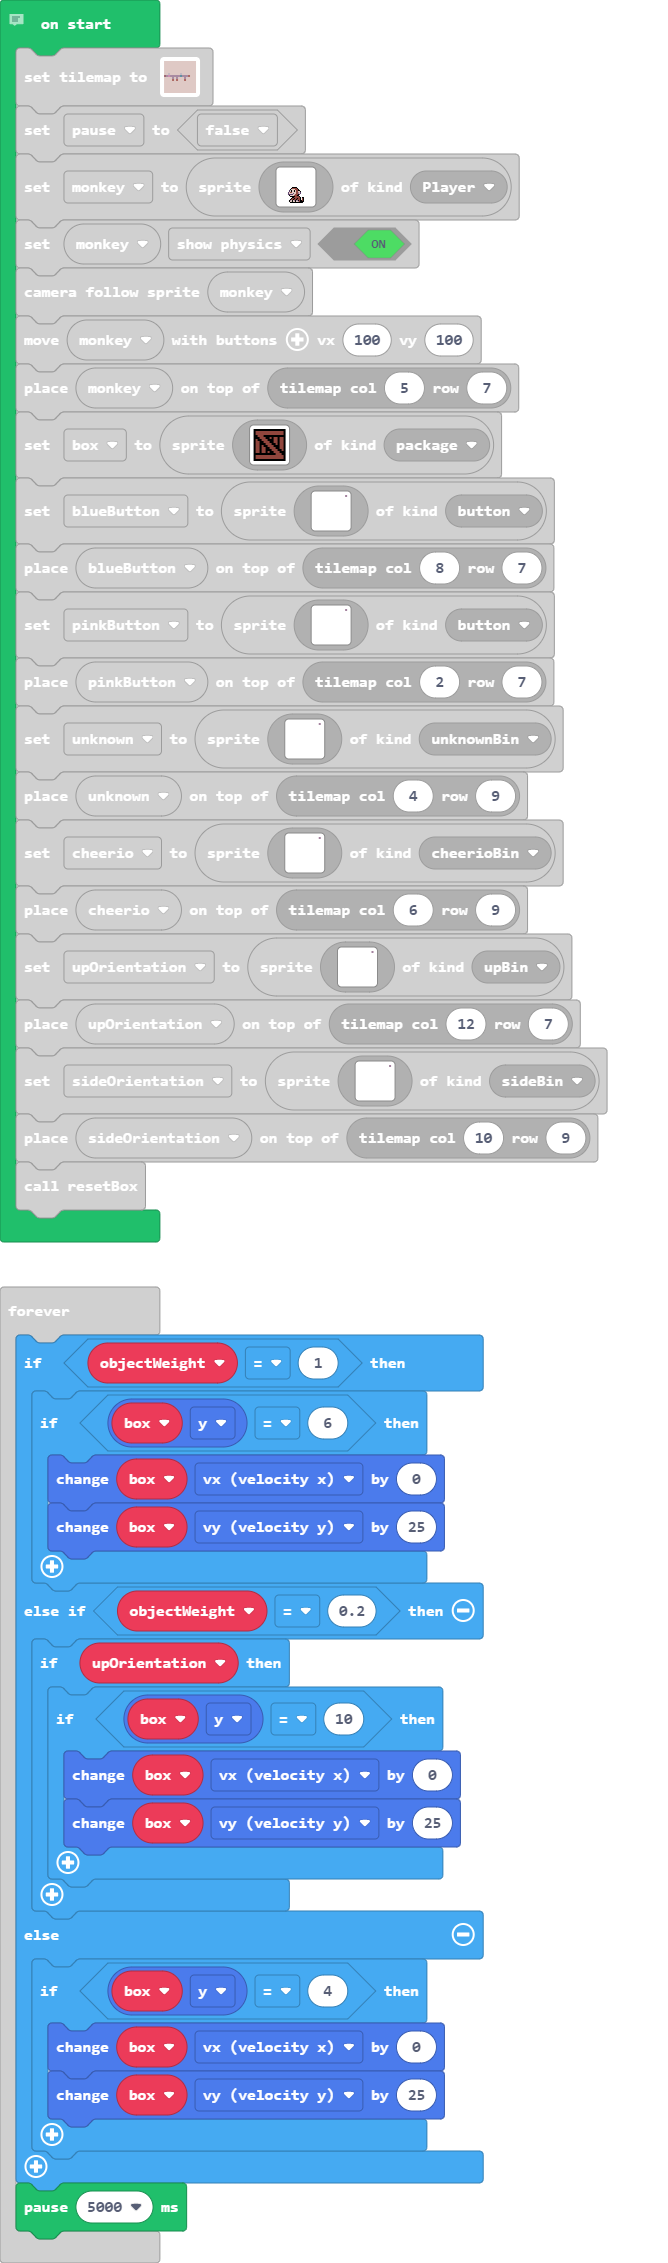 on start
set tilemap to
set pause to false
set monkey to sprite of kind Player
set monkey show physics ON
camera follow sprite monkey
move monkey with buttons vx 100 vy 100
place monkey on top of tilemap col 5 row 7
set box to sprite of kind package
set blueButton to sprite of kind button
place blueButton on top of tilemap col 8 row 7
set pinkButton to sprite of kind button
place pinkButton on top of tilemap col 2 row 7
set unknown to sprite of kind unknownBin
place unknown on top of tilemap col 4 row 9
set cheerio to sprite of kind cheerioBin
place cheerio on top of tilemap col 6 row 9
set upOrientation to sprite of kind upBin
place upOrientation on top of tilemap col 12 row 7
set sideOrientation to sprite of kind sideBin
place sideOrientation on top of tilemap col 10 row 9
call resetBox
forever
if objectWeight = 1 then
if box y = 6 then
change box vx (velocity x) by 0
change box vy (velocity y) by 25
else if objectWeight = 0.2 then
if upOrientation then
if box y = 10 then
change box vx (velocity x) by 0
change box vy (velocity y) by 25
else
if box y = 4 then
change box vx (velocity x) by 0
change box vy (velocity y) by 25
pause 5000 ms